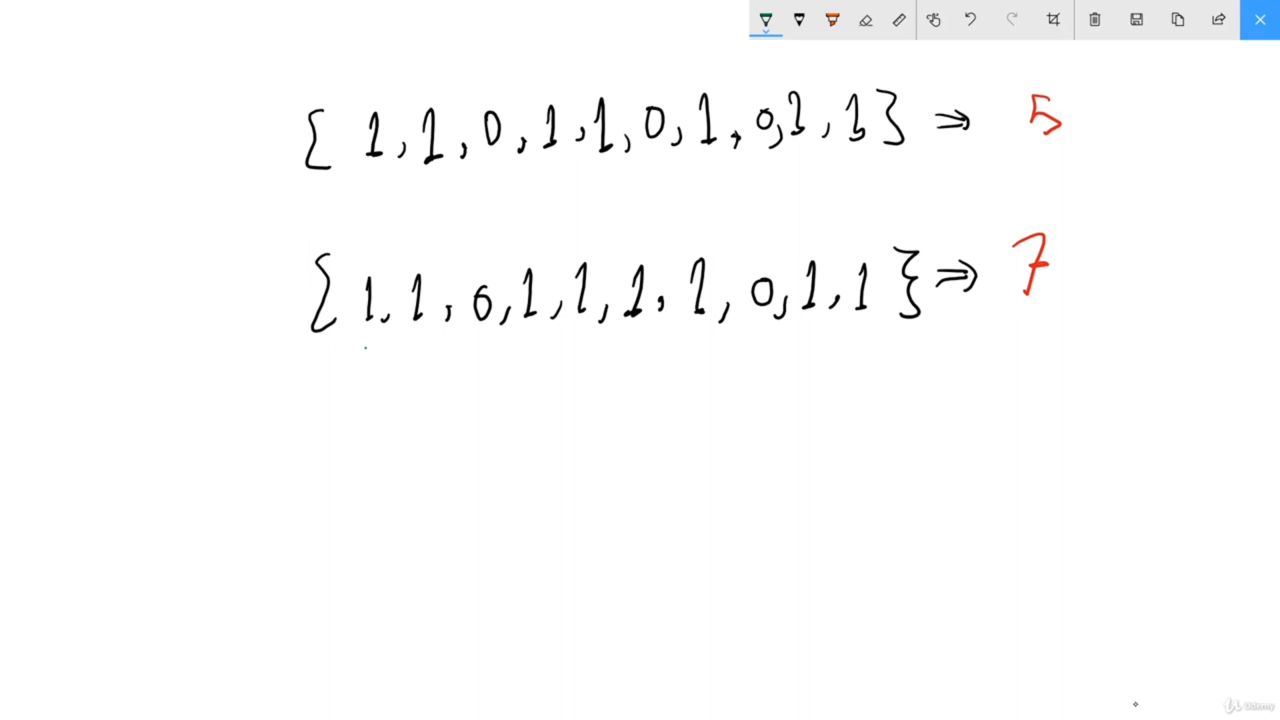 { 1, 1, 0, 1, 1, 0, 1, 0, 1, 1 } ⇒ 5
{ 1, 1, 0, 1, 1, 1, 1, 0, 1, 1 } ⇒ 7
Udemy